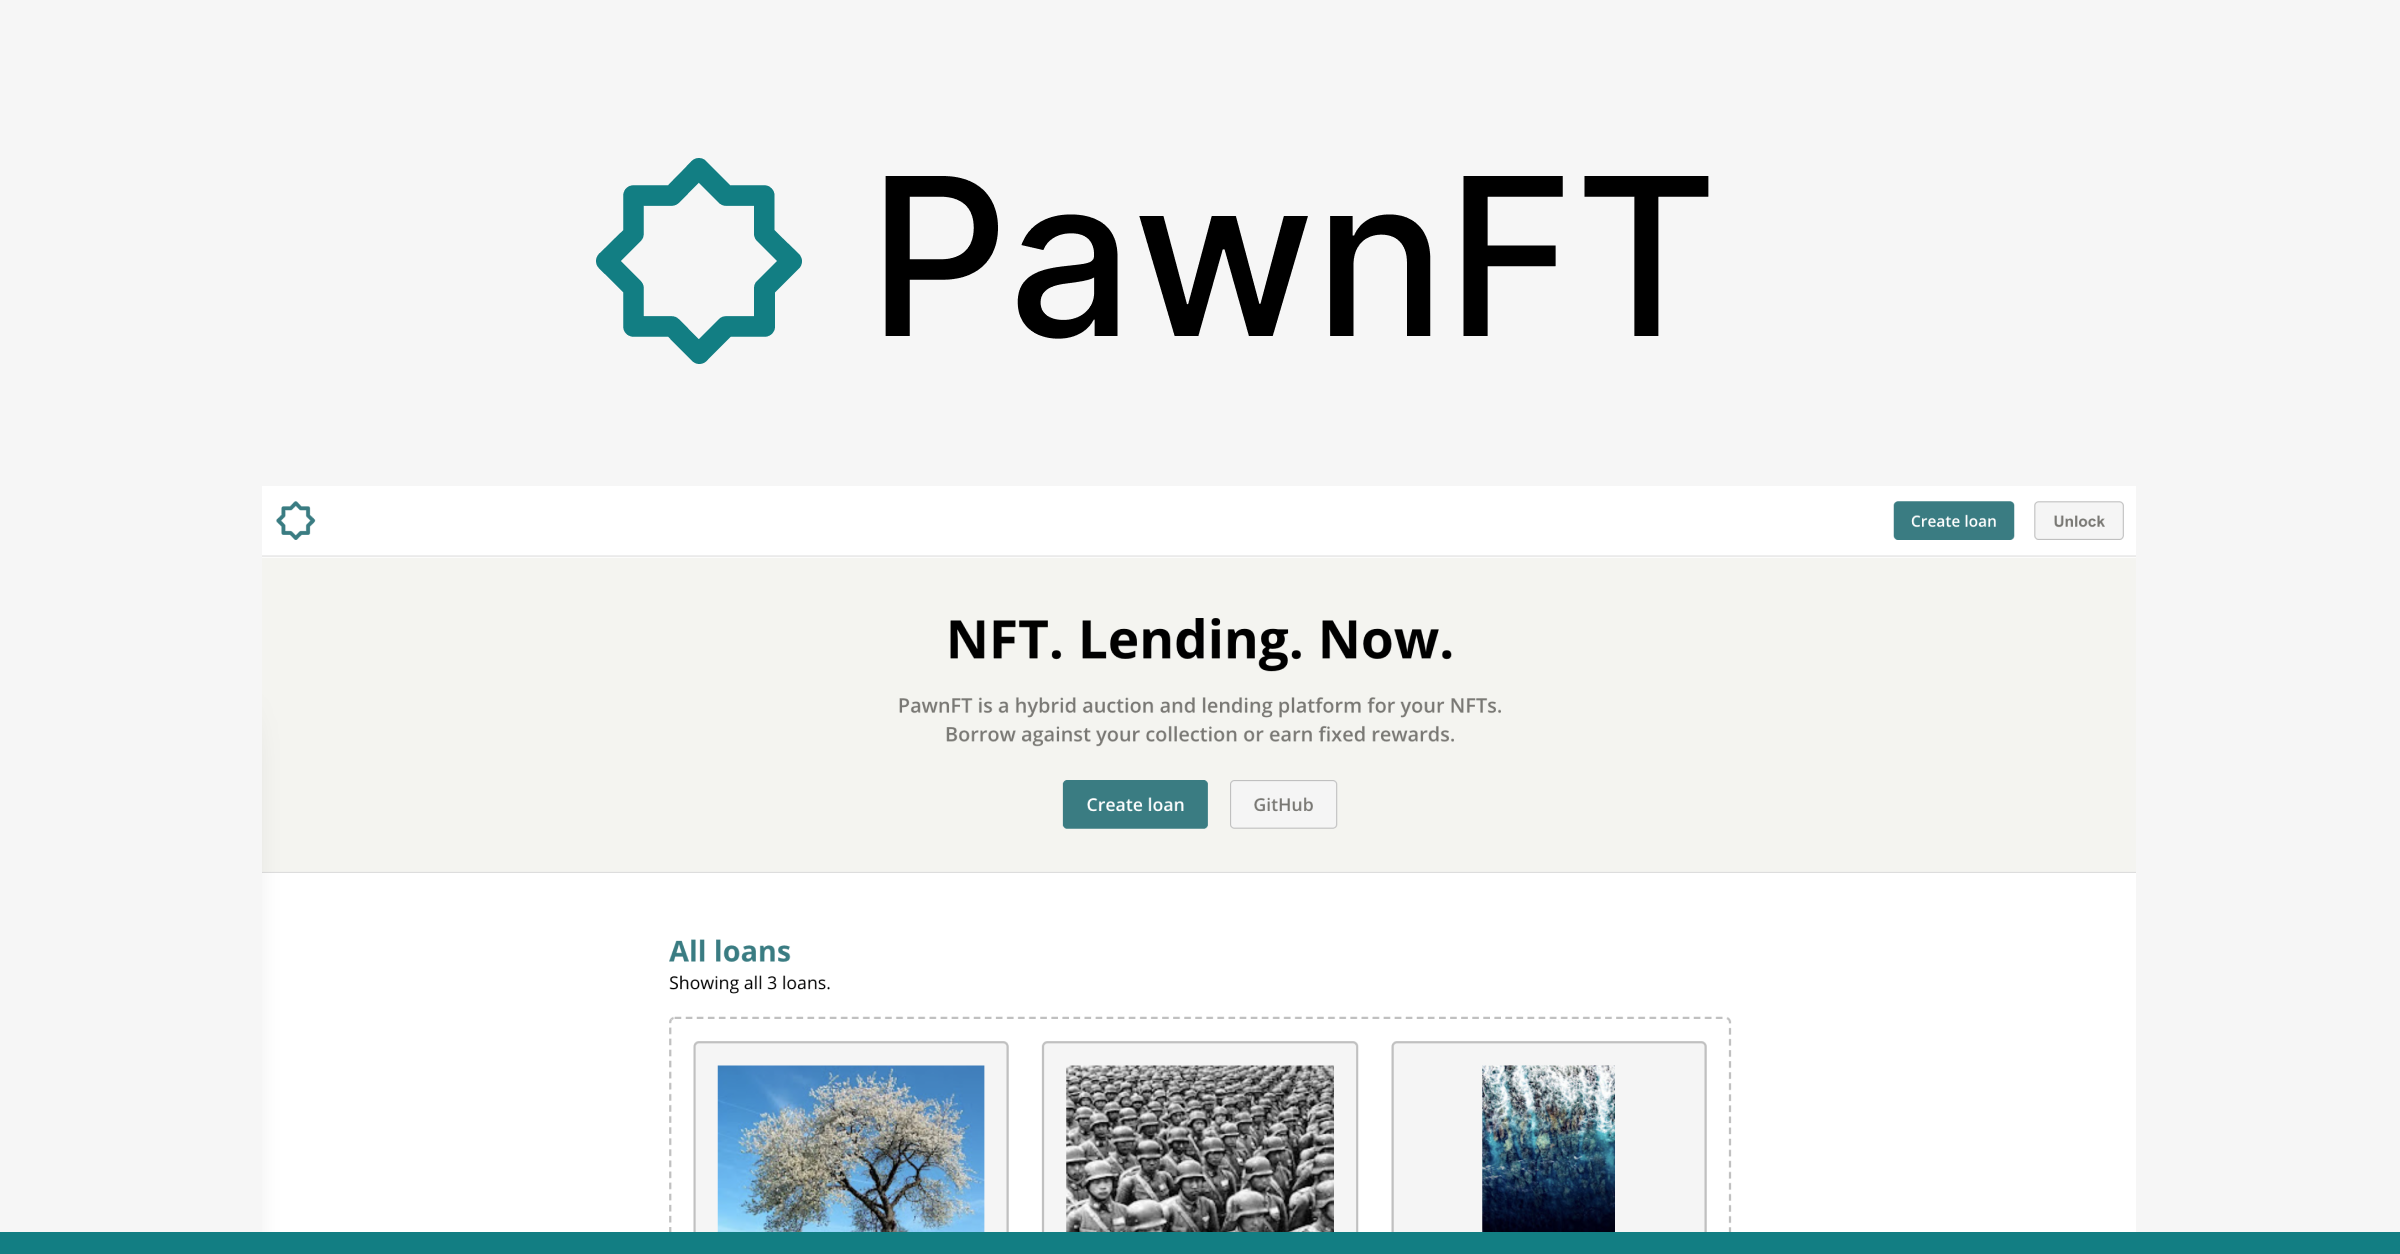 PawnFT
Create loan
Unlock
NFT. Lending. Now.
PawnFT is a hybrid auction and lending platform for your NFTs.
Borrow against your collection or earn fixed rewards.
Create loan
GitHub
All loans
Showing all 3 loans.